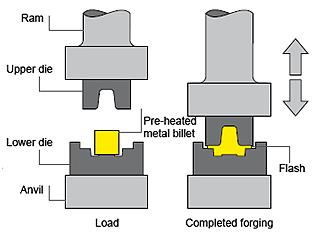 Ram
Upper die
Pre-heated
metal billet
Lower die
Flash
Anvil
Load
Completed forging